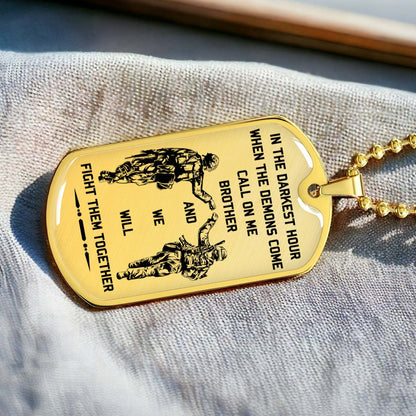 IN THE DARKEST HOUR
WHEN THE DEMONS COME
CALL ON ME
BROTHER
AND
WE
WILL
FIGHT THEM TOGETHER